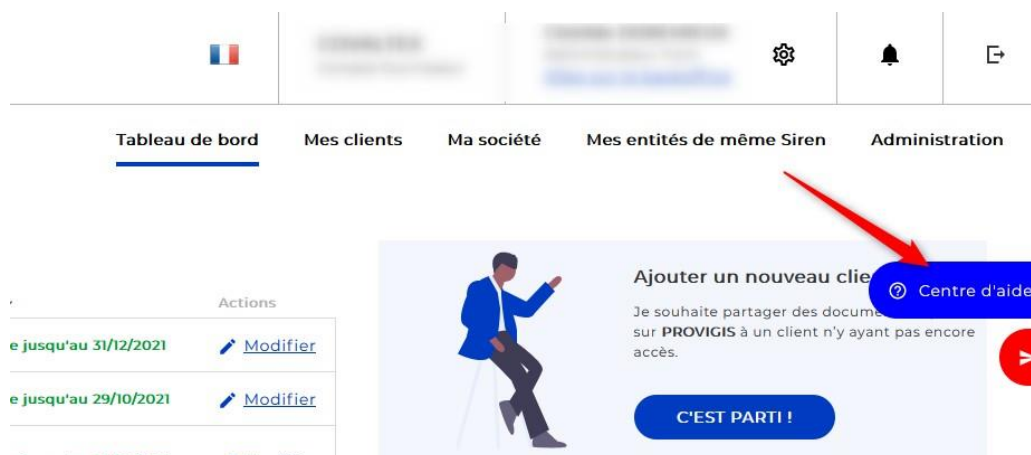 Tableau de bord Mes clients Ma société Mes entités de même Siren Administration
Ajouter un nouveau clie
Centre d'aide
Actions
Je souhaite partager des docume
sur PROVIGIS à un client n'y ayant pas encore
accès.
e jusqu'au 31/12/2021 Modifier
e jusqu'au 29/10/2021 Modifier
C'EST PARTI !